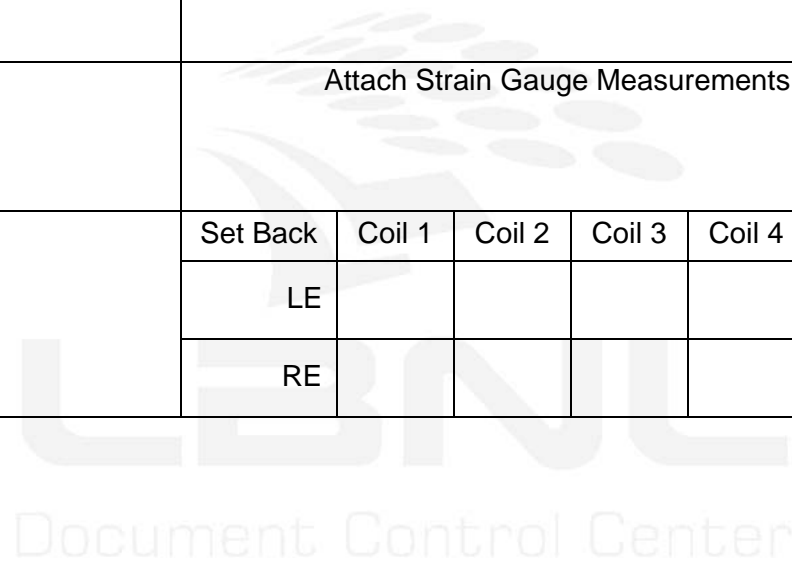 Attach Strain Gauge Measurements
Set Back Coil 1 Coil 2 Coil 3 Coil 4
LE
RE
LBNL
Document Control Center